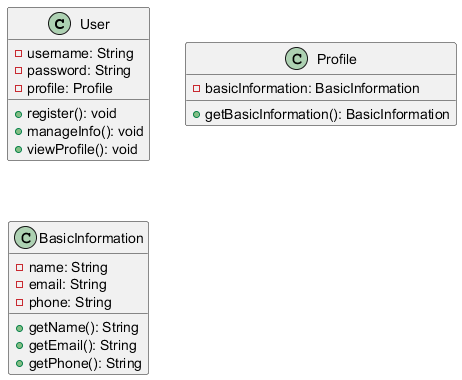 C User
username: String
password: String
profile: Profile
register(): void
manageInfo(): void
viewProfile(): void
C Profile
basicInformation: BasicInformation
getBasicInformation(): BasicInformation
C BasicInformation
name: String
email: String
phone: String
getName(): String
getEmail(): String
getPhone(): String